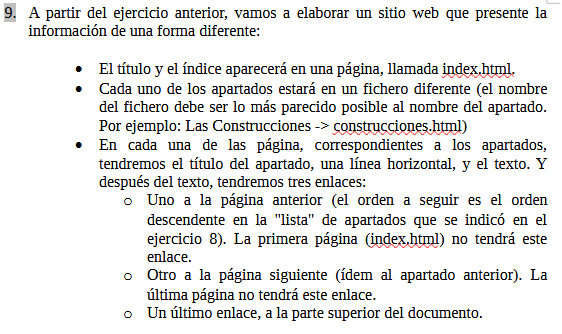 9. A partir del ejercicio anterior, vamos a elaborar un sitio web que presente la
información de una forma diferente:
• El título y el índice aparecerá en una página, llamada index.html.
• Cada uno de los apartados estará en un fichero diferente (el nombre
del fichero debe ser lo más parecido posible al nombre del apartado.
Por ejemplo: Las Construcciones -> construcciones.html)
• En cada una de las página, correspondientes a los apartados,
tendremos el título del apartado, una línea horizontal, y el texto. Y
después del texto, tendremos tres enlaces:
o Uno a la página anterior (el orden a seguir es el orden
descendente en la "lista" de apartados que se indicó en el
ejercicio 8). La primera página (index.html) no tendrá este
enlace.
o Otro a la página siguiente (ídem al apartado anterior). La
última página no tendrá este enlace.
o Un último enlace, a la parte superior del documento.